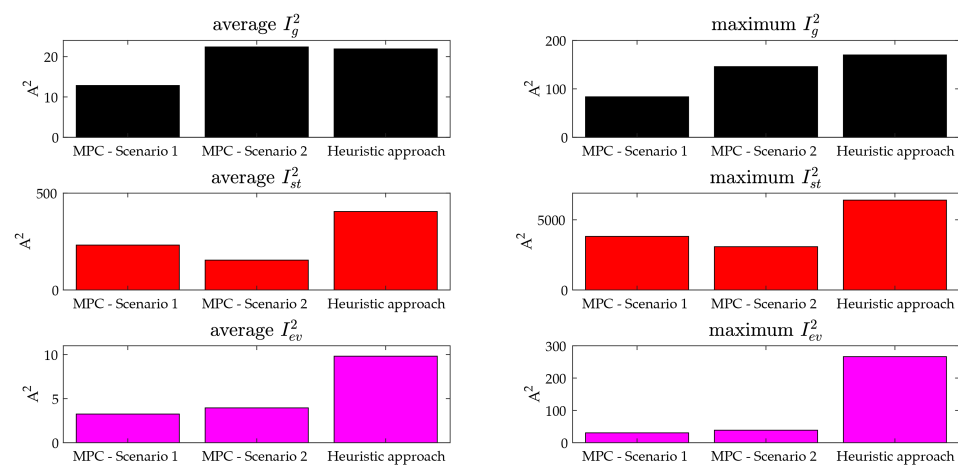 average I_g^2
A^2
20
10
0
MPC - Scenario 1 MPC - Scenario 2 Heuristic approach
maximum I_g^2
A^2
200
100
0
MPC - Scenario 1 MPC - Scenario 2 Heuristic approach
average I_st^2
A^2
500
0
MPC - Scenario 1 MPC - Scenario 2 Heuristic approach
maximum I_st^2
A^2
5000
0
MPC - Scenario 1 MPC - Scenario 2 Heuristic approach
average I_ev^2
A^2
10
5
0
MPC - Scenario 1 MPC - Scenario 2 Heuristic approach
maximum I_ev^2
A^2
300
200
100
0
MPC - Scenario 1 MPC - Scenario 2 Heuristic approach